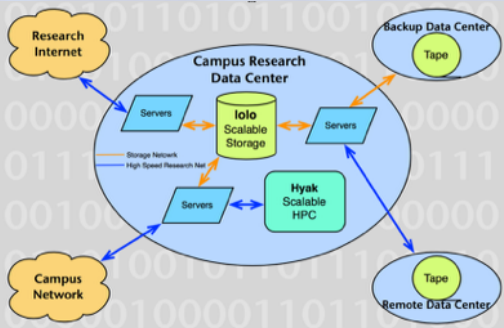 Research
Internet
Backup Data Center
Tape
Campus Research
Data Center
Servers
lolo
Scalable
Storage
Servers
Storage Netowrk
High Speed Research Net
Servers
Hyak
Scalable
HPC
Campus
Network
Tape
Remote Data Center